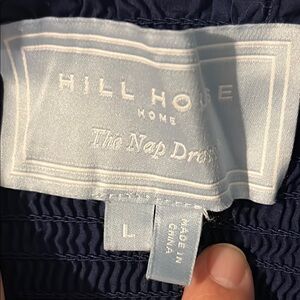 HILL HOUSE
HOME
The Nap Dress
L
MADE IN
CHINA